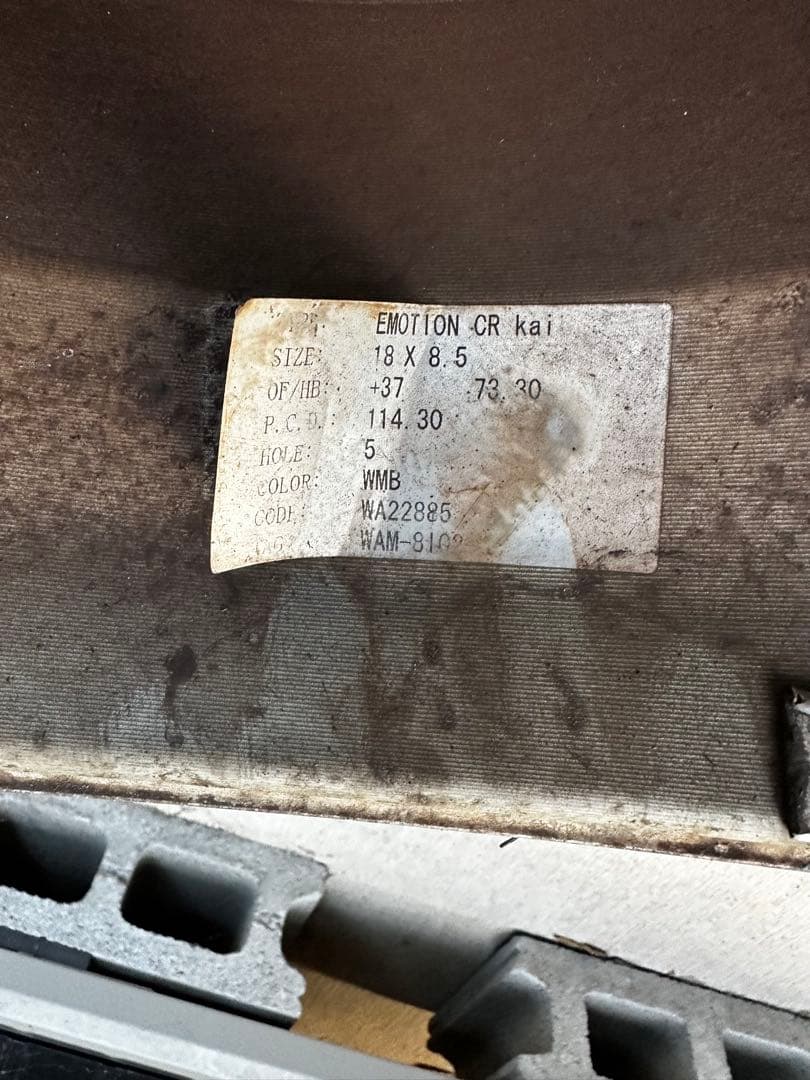 EMOTION CR kai
SIZE: 18 X 8.5
OF/HB: +37 73.30
P.C.D.: 114.30
HOLE: 5
COLOR: WMB
CODE: WA22885